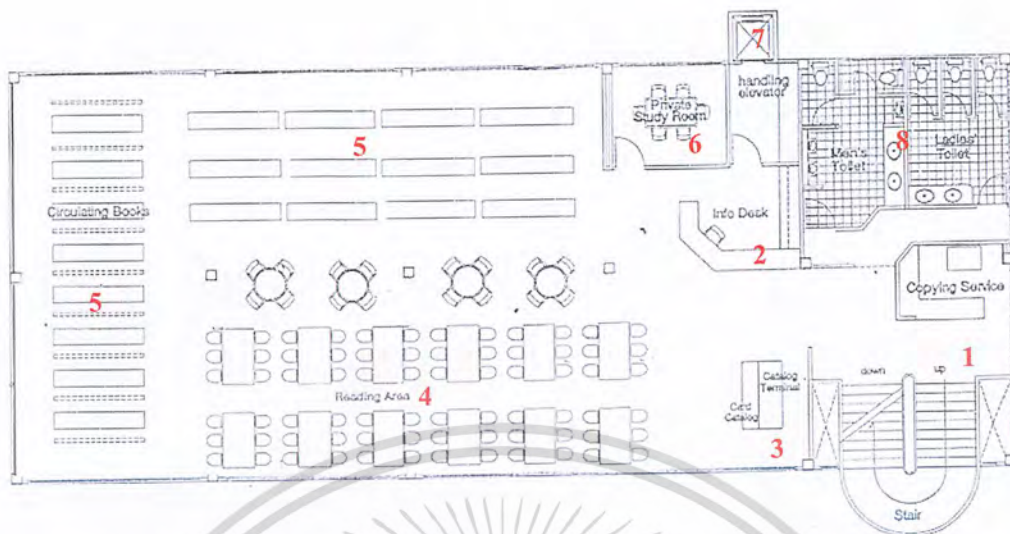 7
handling
elevator
Private
Study Room
6
8
Men's
Toilet
Ladies'
Toilet
5
Circulating Books
Info Desk
2
5
Copying Service
1
down
up
Catalog
Terminal
Card
Catalog
Reading Area
4
3
Stair